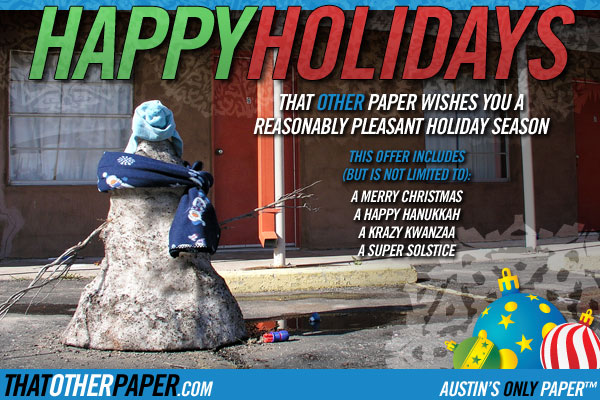 HAPPYHOLIDAYS
THAT OTHER PAPER WISHES YOU A
REASONABLY PLEASANT HOLIDAY SEASON
THIS OFFER INCLUDES
(BUT IS NOT LIMITED TO):
A MERRY CHRISTMAS
A HAPPY HANUKKAH
A KRAZY KWANZAA
A SUPER SOLSTICE
THATOTHERPAPER.COM
AUSTIN'S ONLY PAPER™